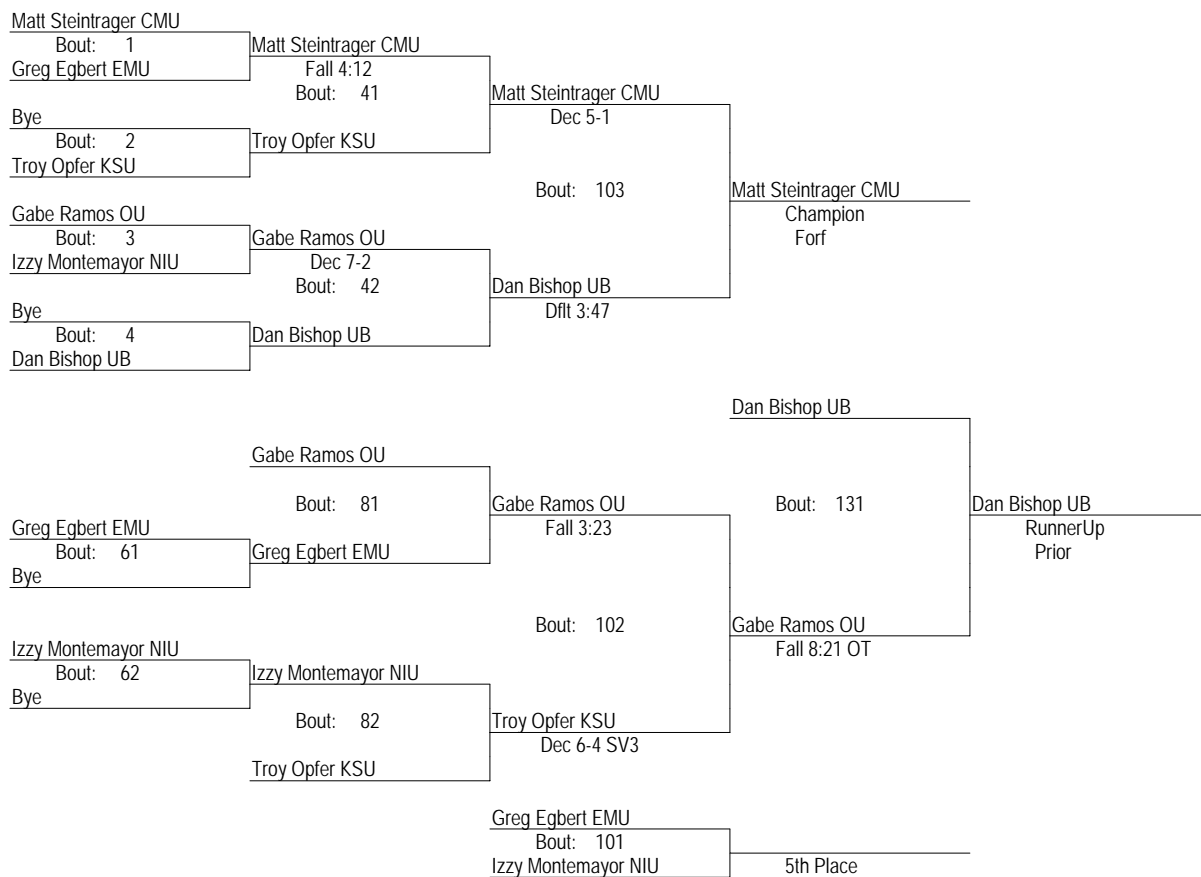 Matt Steintrager CMU
Bout: 1
Greg Egbert EMU
Matt Steintrager CMU
Fall 4:12
Bout: 41
Bye
Bout: 2
Troy Opfer KSU
Troy Opfer KSU
Matt Steintrager CMU
Dec 5-1
Bout: 103
Gabe Ramos OU
Bout: 3
Izzy Montemayor NIU
Gabe Ramos OU
Dec 7-2
Bout: 42
Bye
Bout: 4
Dan Bishop UB
Dan Bishop UB
Dan Bishop UB
Dflt 3:47
Matt Steintrager CMU
Champion
Forf
Dan Bishop UB
Gabe Ramos OU
Bout: 81
Greg Egbert EMU
Bout: 61
Bye
Greg Egbert EMU
Gabe Ramos OU
Fall 3:23
Bout: 131
Dan Bishop UB
RunnerUp
Prior
Bout: 102
Gabe Ramos OU
Fall 8:21 OT
Izzy Montemayor NIU
Bout: 62
Bye
Izzy Montemayor NIU
Bout: 82
Troy Opfer KSU
Troy Opfer KSU
Dec 6-4 SV3
Greg Egbert EMU
Bout: 101
Izzy Montemayor NIU
5th Place